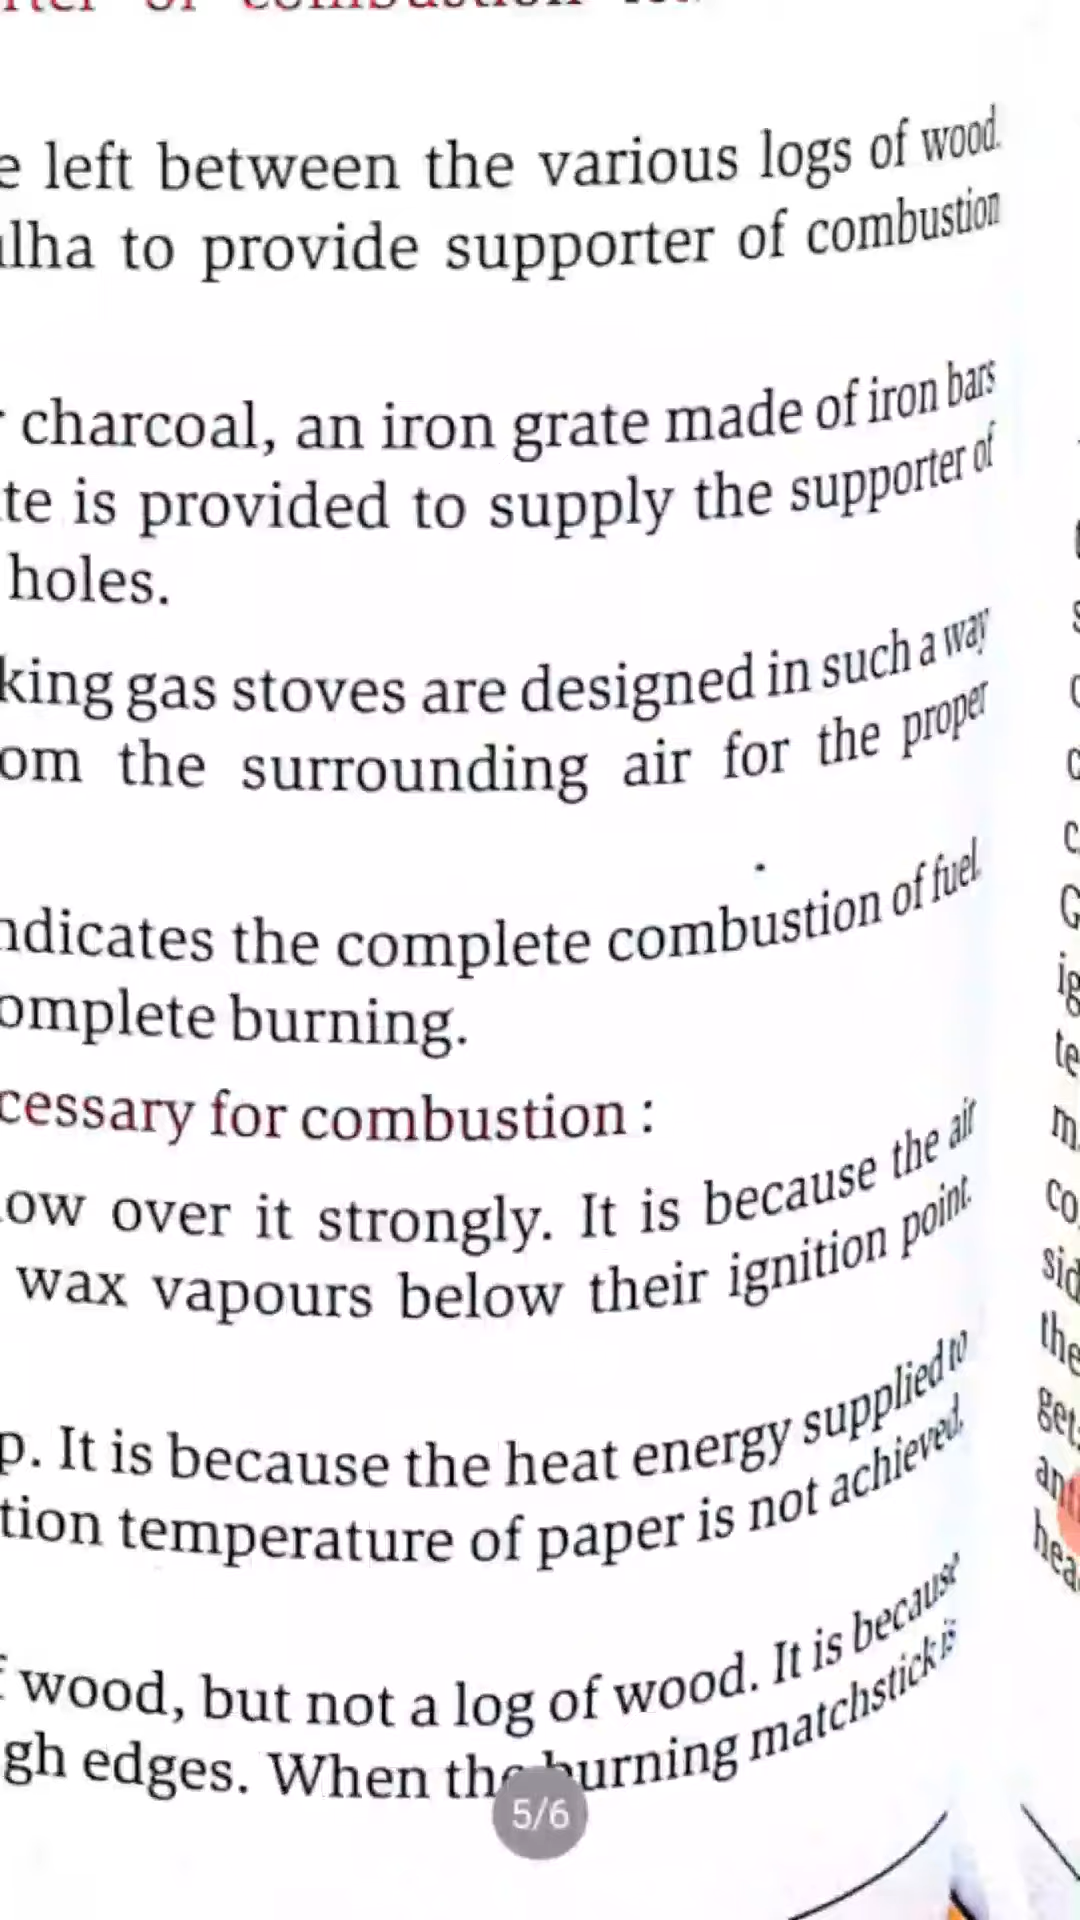 e left between the various logs of wood.
lha to provide supporter of combustion
charcoal, an iron grate made of iron bars
te is provided to supply the supporter of
holes.
king gas stoves are designed in such a way
om the surrounding air for the proper
ndicates the complete combustion of fuel.
omplete burning.
cessary for combustion :
ow over it strongly. It is because the air
wax vapours below their ignition point.
p. It is because the heat energy supplied to
tion temperature of paper is not achieved.
wood, but not a log of wood. It is because
gh edges. When the burning matchstick is
5/6